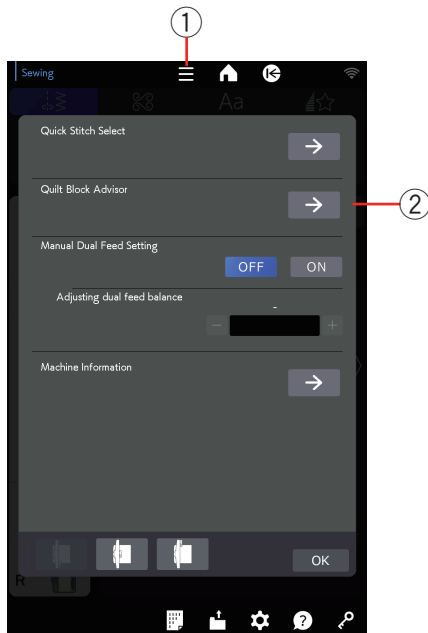 1
Sewing
Aa
Quick Stitch Select
Quilt Block Advisor
2
Manual Dual Feed Setting
OFF ON
Adjusting dual feed balance
-
− +
Machine Information
OK
R
?